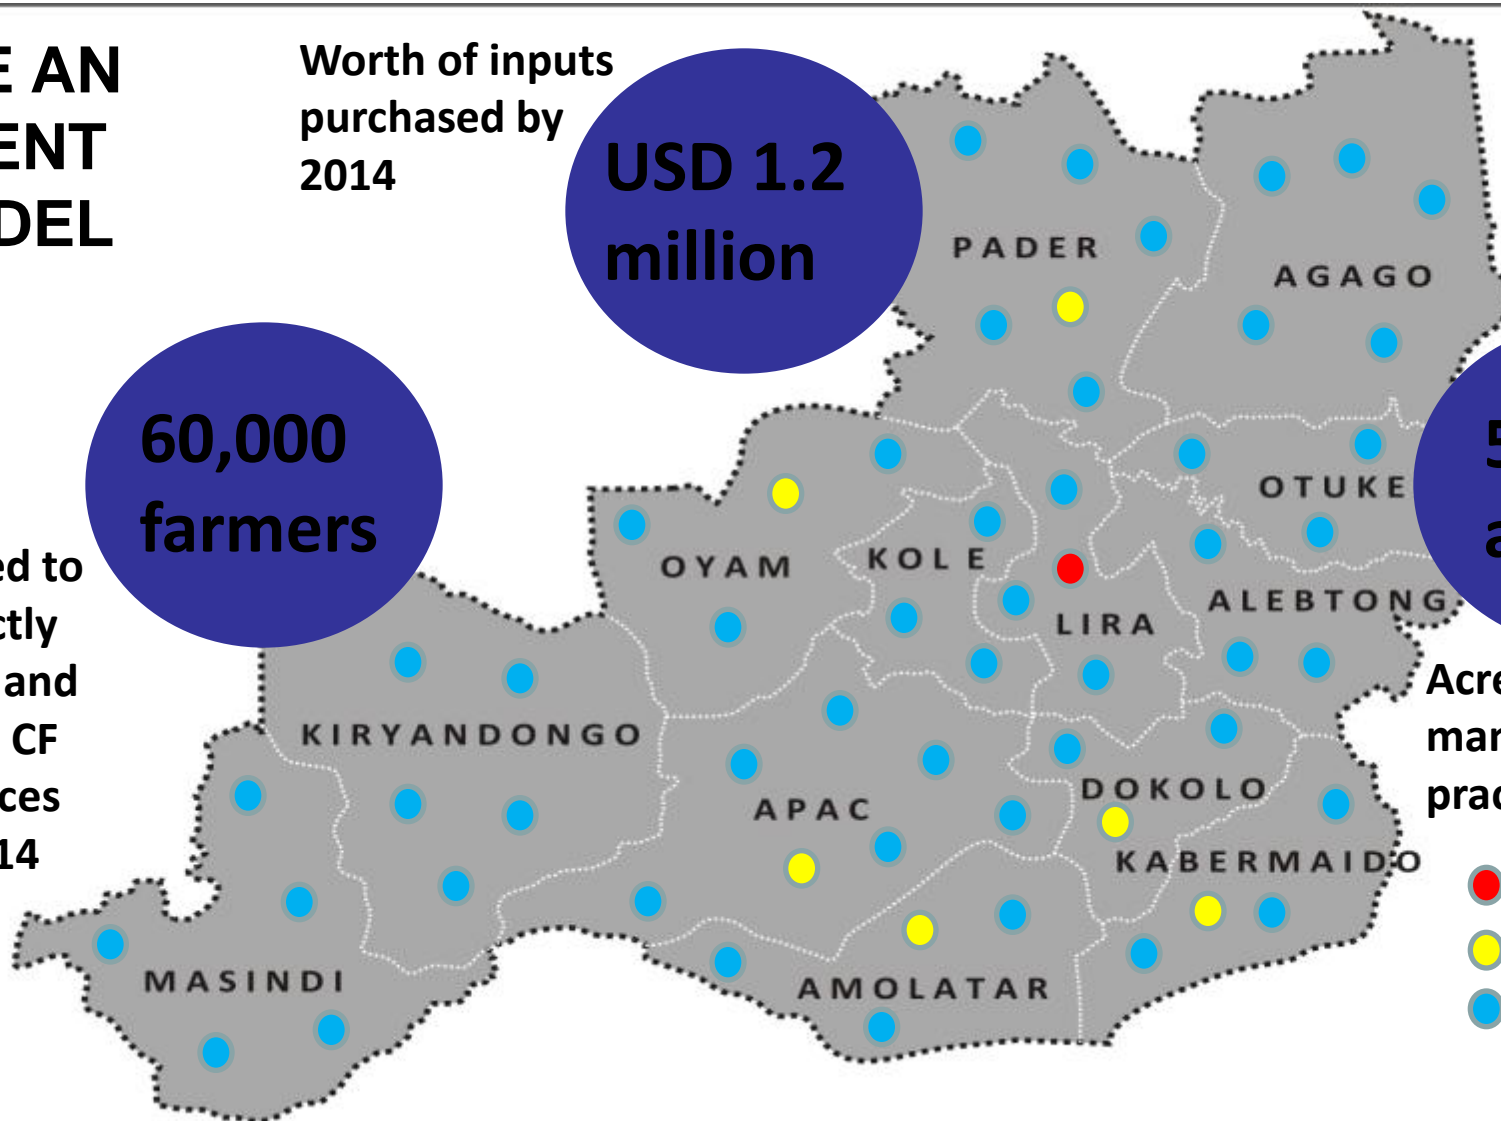 E AN
ENT
DEL
Worth of inputs
purchased by
2014
USD 1.2
million
60,000
farmers
ed to
ctly
and
CF
ces
14
PADER
AGAGO
OTUKE
OYAM
KOLE
LIRA
ALEBTONG
KIRYANDONGO
APAC
DOKOLO
KABERMAIDO
MASINDI
AMOLATAR
5
a
Acre
mar
prac